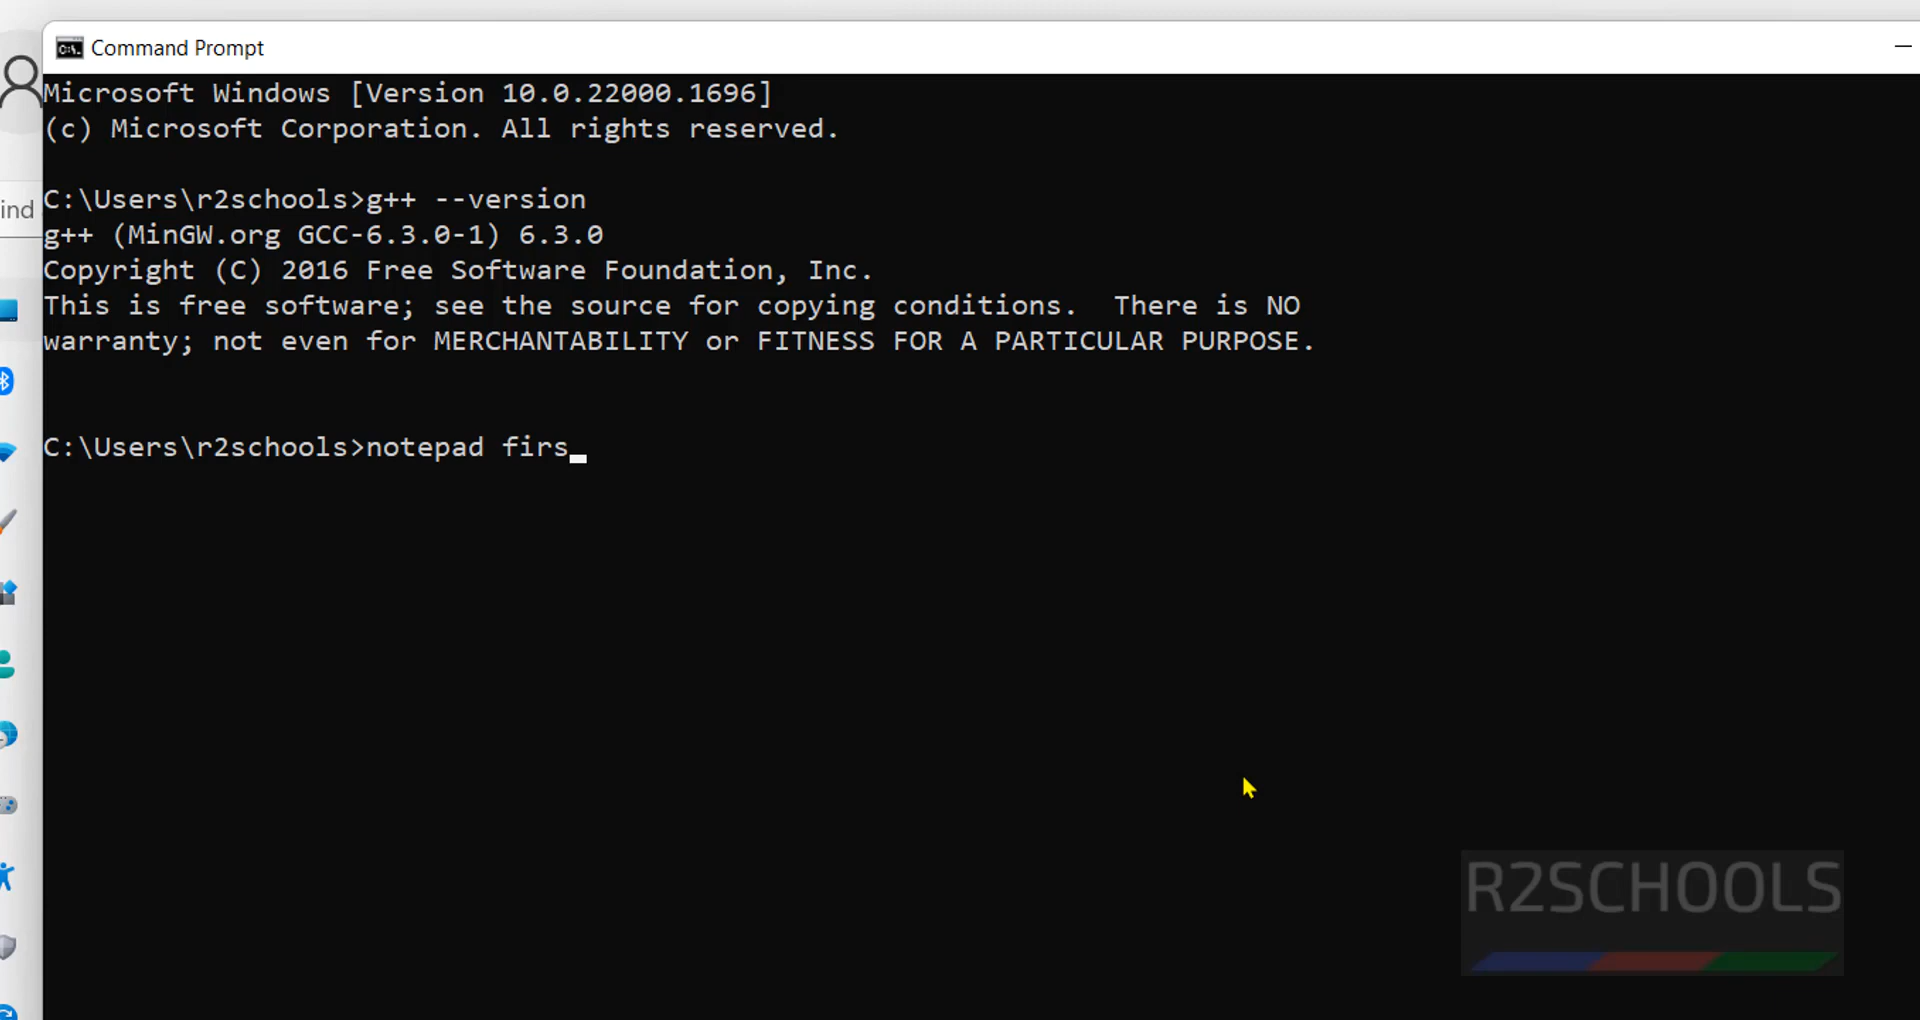 Command Prompt
Microsoft Windows [Version 10.0.22000.1696]
(c) Microsoft Corporation. All rights reserved.
C:\Users\r2schools>g++ --version
ind
g++ (MinGW.org GCC-6.3.0-1) 6.3.0
Copyright (C) 2016 Free Software Foundation, Inc.
This is free software; see the source for copying conditions.  There is NO
warranty; not even for MERCHANTABILITY or FITNESS FOR A PARTICULAR PURPOSE.
C:\Users\r2schools>notepad firs
R2SCHOOLS